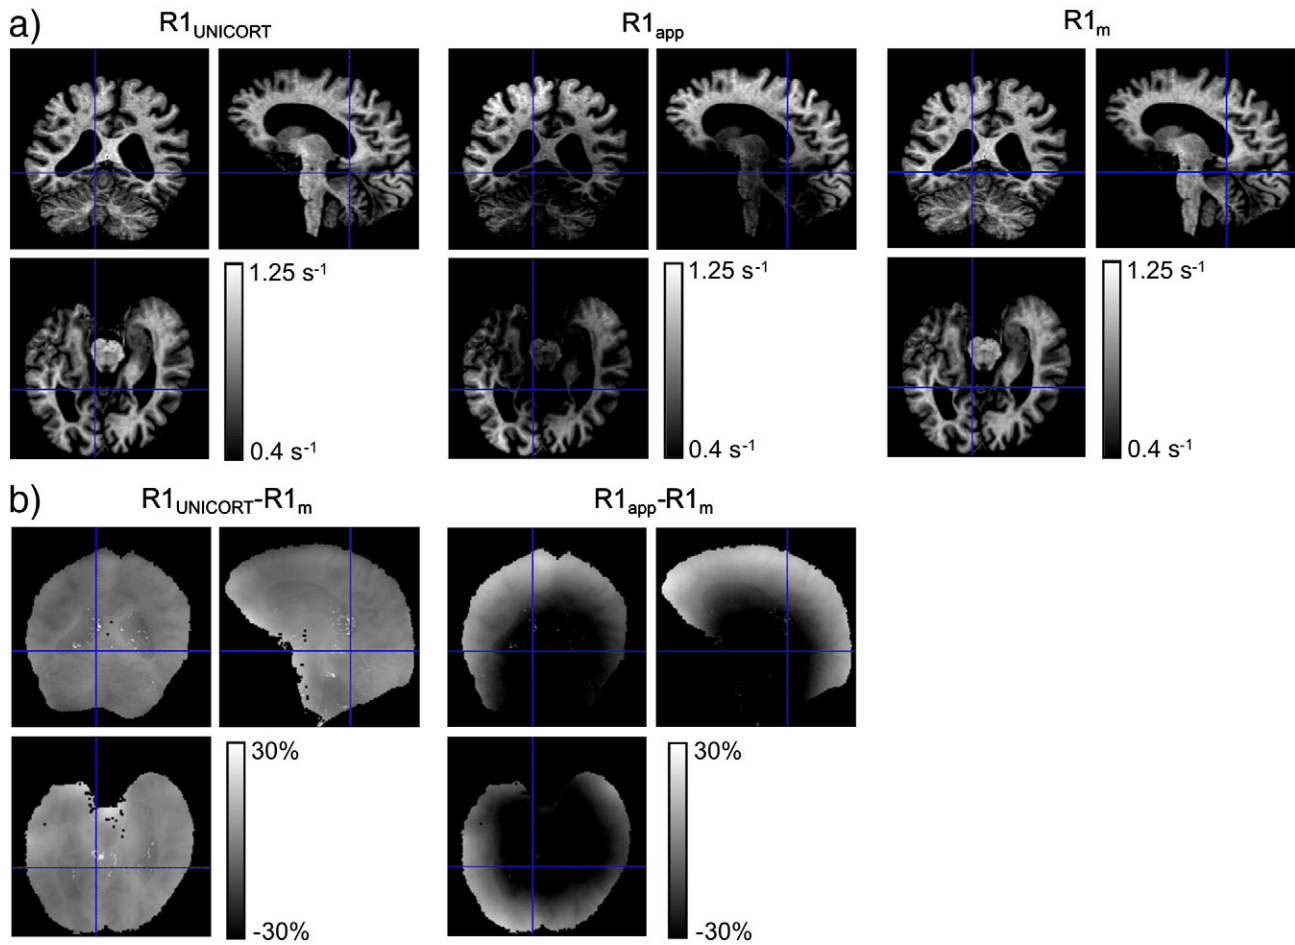 a)
R1UNICORT
R1app
R1m
1.25 s-1
0.4 s-1
1.25 s-1
0.4 s-1
1.25 s-1
0.4 s-1
b)
R1UNICORT-R1m
R1app-R1m
30%
-30%
30%
-30%